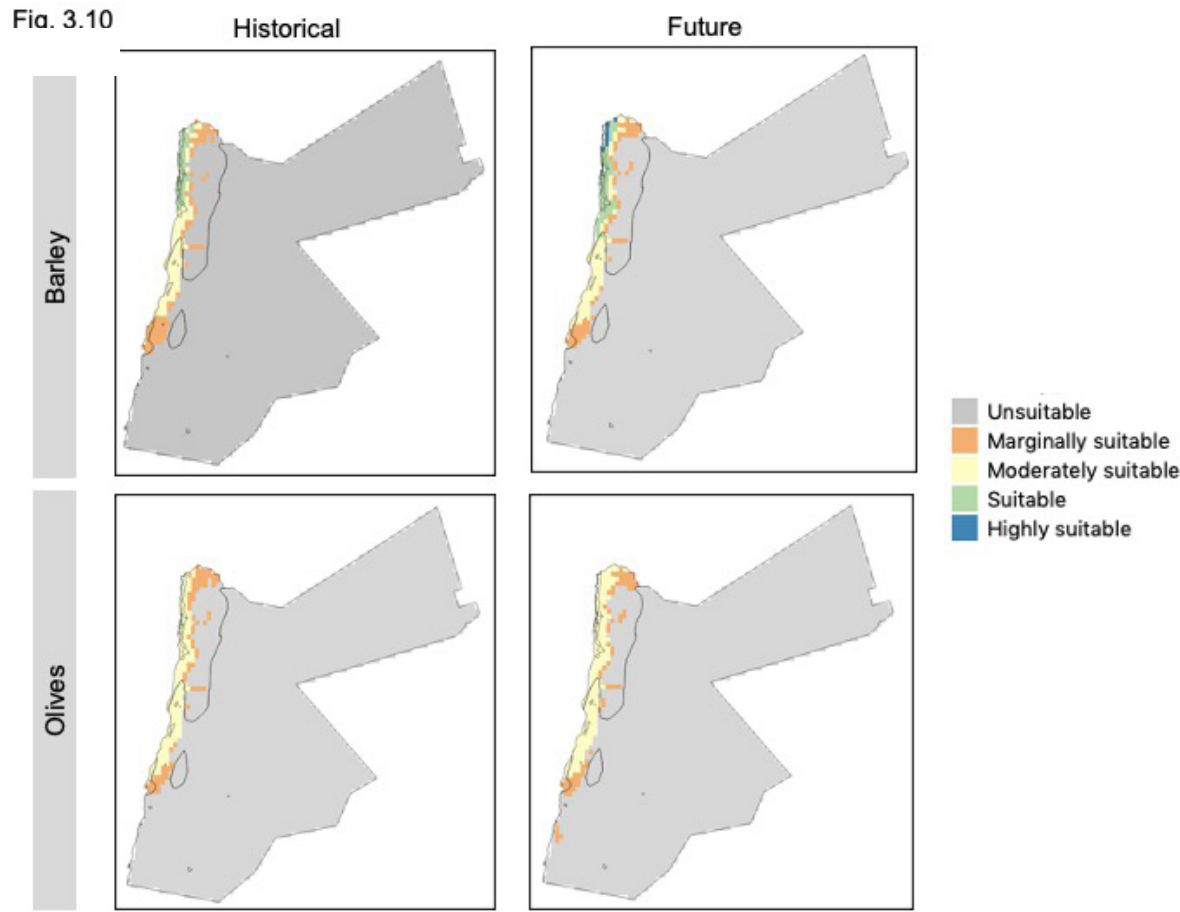 Fig. 3.10
Historical
Future
Barley
Olives
Unsuitable
Marginally suitable
Moderately suitable
Suitable
Highly suitable